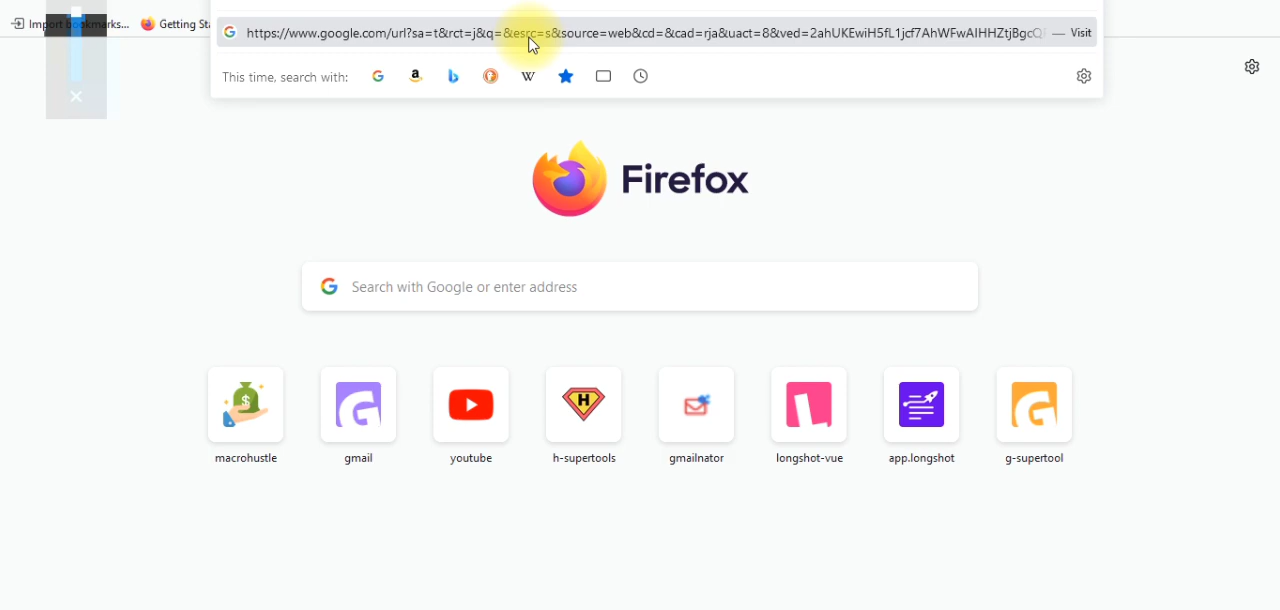 Import bookmarks... Getting Sta
https://www.google.com/url?sa=t&rct=j&q=&esrc=s&source=web&cd=&cad=rja&uact=8&ved=2ahUKEwiH5fL1jcf7AhWFwAIHHZtjBgcQF — Visit
This time, search with:
Firefox
Search with Google or enter address
macrohustle gmail youtube h-supertools gmailnator longshot-vue app.longshot g-supertool